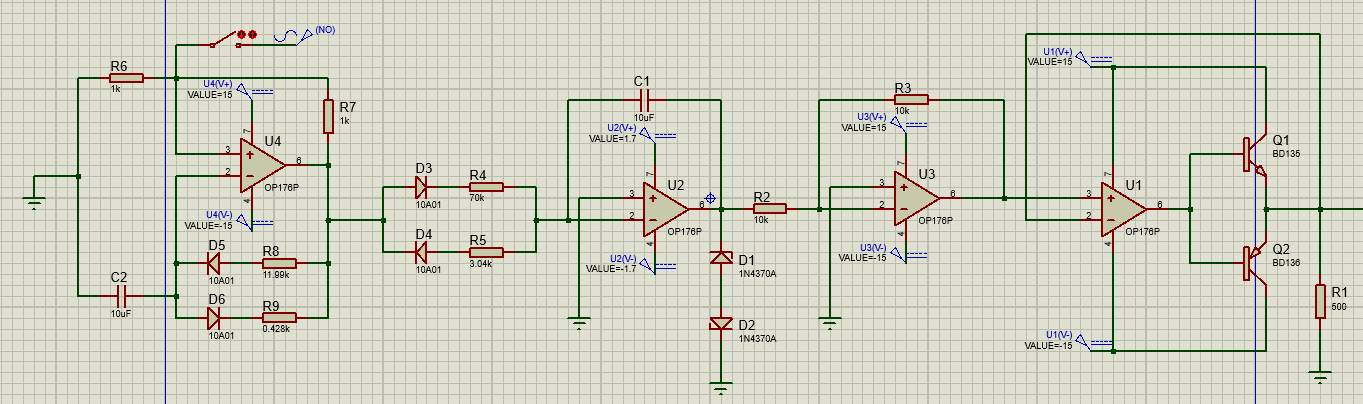 (NO)
R6
1k
U4(V+)
VALUE=15
R7
1k
7
U4
3
2
6
4
OP176P
U4(V-)
VALUE=-15
D5
10A01
R8
11.99k
C2
10uF
D6
10A01
R9
0.428k
D3
10A01
R4
70k
D4
10A01
R5
3.04k
C1
10uF
U2(V+)
VALUE=1.7
7
U2
3
2
6
4
OP176P
U2(V-)
VALUE=-1.7
D1
1N4370A
D2
1N4370A
R2
10k
R3
10k
U3(V+)
VALUE=15
7
U3
3
2
6
4
OP176P
U3(V-)
VALUE=-15
U1(V+)
VALUE=15
7
U1
3
2
6
4
OP176P
U1(V-)
VALUE=-15
Q1
BD135
Q2
BD136
R1
500